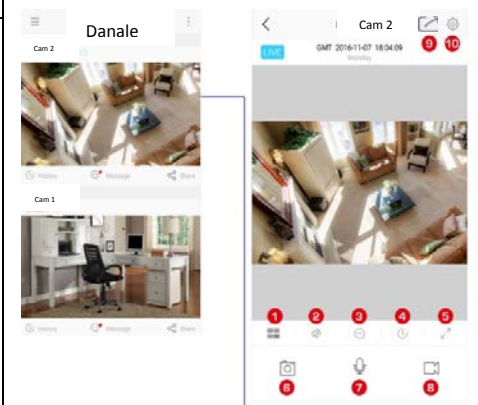 Danale
Cam 2
History
Message
Share
Cam 1
History
Message
Share
Cam 2
9
10
LIVE
GMT 2016-11-07 18:04:09
Monday
1
2
3
4
5
6
7
8